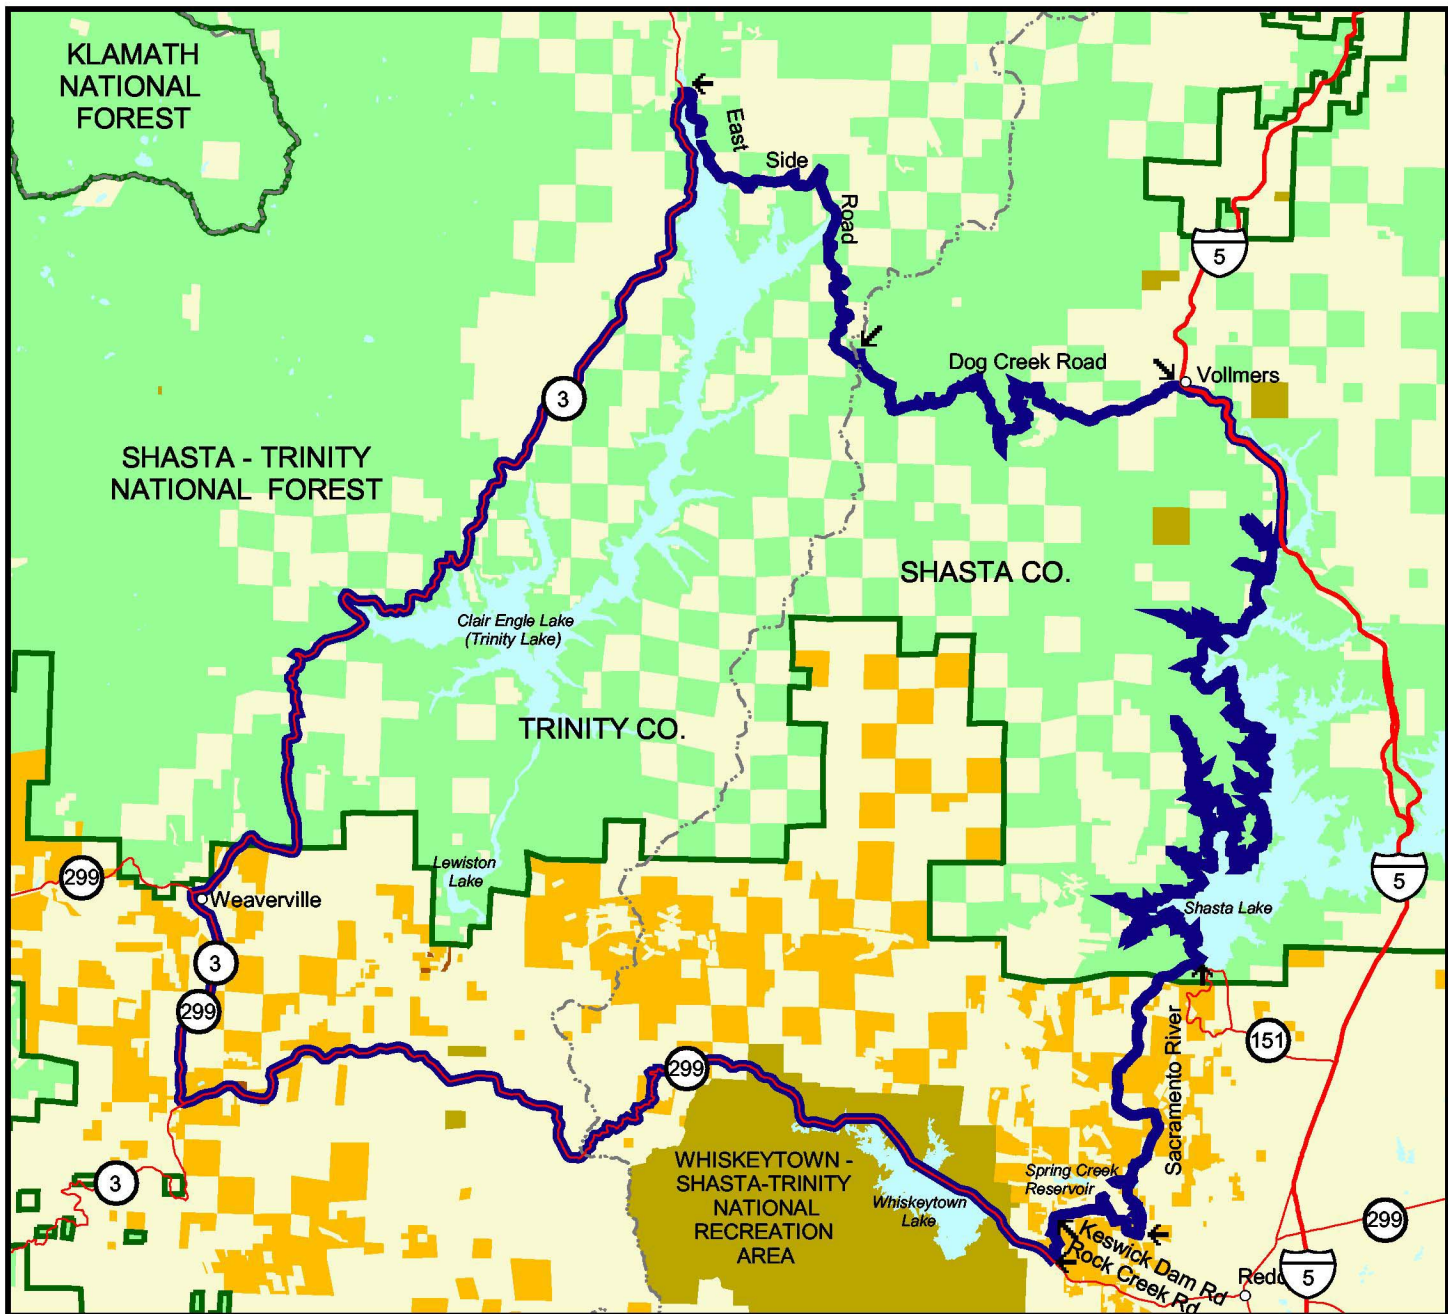 KLAMATH
NATIONAL
FOREST
East
Side
Road
5
Dog Creek Road
Vollmers
3
SHASTA - TRINITY
NATIONAL FOREST
SHASTA CO.
Clair Engle Lake
(Trinity Lake)
TRINITY CO.
Lewiston
Lake
299
Weaverville
5
Shasta Lake
3
299
151
Sacramento River
299
WHISKEYTOWN -
SHASTA-TRINITY
NATIONAL
RECREATION
AREA
Whiskeytown
Lake
Spring Creek
Reservoir
3
299
Keswick Dam Rd
Rock Creek Rd
5